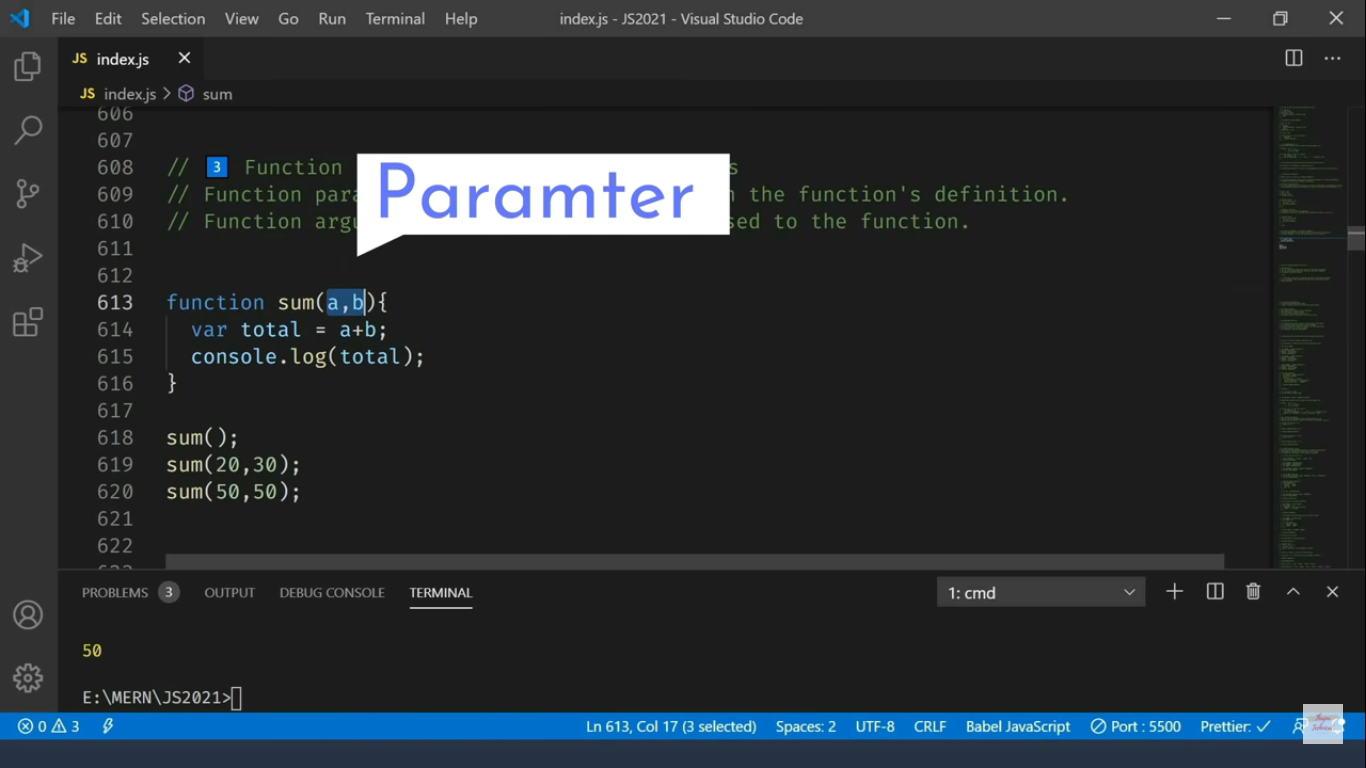 File Edit Selection View Go Run Terminal Help index.js - JS2021 - Visual Studio Code
JS index.js
JS index.js > sum
606
607
608 // 3 Function s
609 // Function para the function's definition.
610 // Function argu sed to the function.
Paramter
611
612
613 function sum(a,b){
614 var total = a+b;
615 console.log(total);
616 }
617
618 sum();
619 sum(20,30);
620 sum(50,50);
621
622
PROBLEMS 3 OUTPUT DEBUG CONSOLE TERMINAL 1: cmd
50
E:\MERN\JS2021>
0 3 Ln 613, Col 17 (3 selected) Spaces: 2 UTF-8 CRLF Babel JavaScript Port : 5500 Prettier: ✓